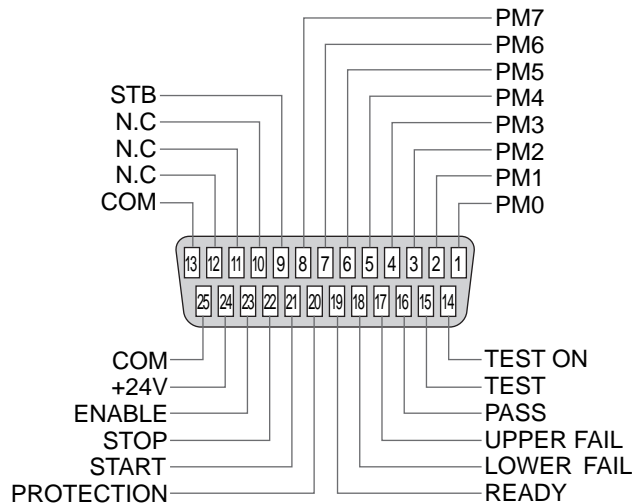 PM7
PM6
PM5
PM4
PM3
PM2
PM1
PM0
STB
N.C
N.C
N.C
COM
13 12 11 10 9 8 7 6 5 4 3 2 1
25 24 23 22 21 20 19 18 17 16 15 14
COM
+24V
ENABLE
STOP
START
PROTECTION
TEST ON
TEST
PASS
UPPER FAIL
LOWER FAIL
READY